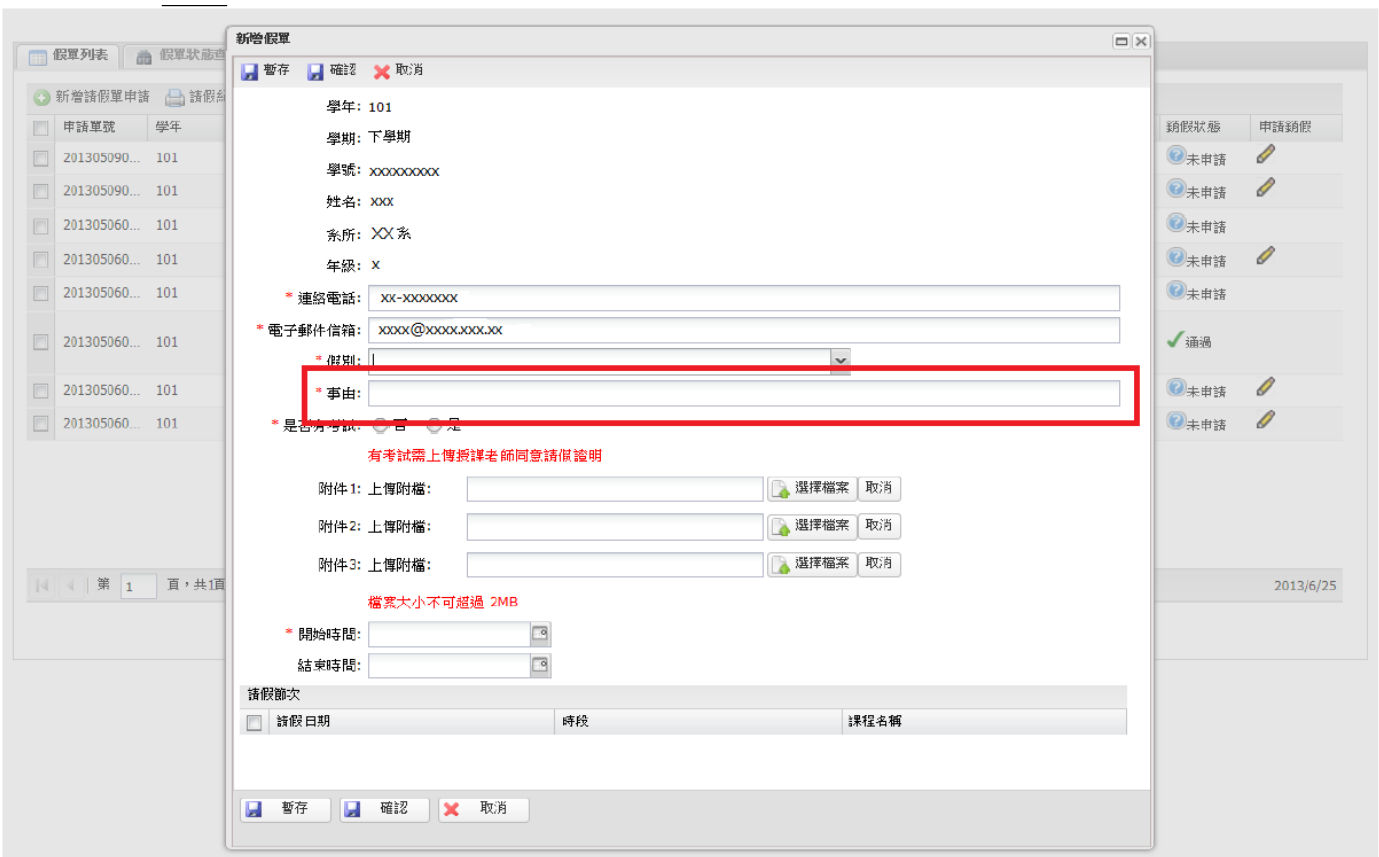 新增假單
假單列表 假單狀態查
暫存 確認 取消
新增請假單申請 請假
學年: 101
學期: 下學期
學號: xxxxxxxxx
姓名: xxx
系所: XX系
年級: x
* 連絡電話: xx-xxxxxxx
* 電子郵件信箱: xxxx@xxxx.xxx.xx
* 假別:
* 事由:
* 是否有考試: 否 是
有考試需上傳授課老師同意請假證明
附件1: 上傳附檔: 選擇檔案 取消
附件2: 上傳附檔: 選擇檔案 取消
附件3: 上傳附檔: 選擇檔案 取消
檔案大小不可超過 2MB
* 開始時間:
結束時間:
請假節次
請假日期 時段 課程名稱
暫存 確認 取消
申請單號 學年 銷假狀態 申請銷假
201305090... 101 未申請
201305090... 101 未申請
201305060... 101 未申請
201305060... 101 未申請
201305060... 101 未申請
201305060... 101 通過
201305060... 101 未申請
201305060... 101 未申請
第 1 頁，共1頁 2013/6/25